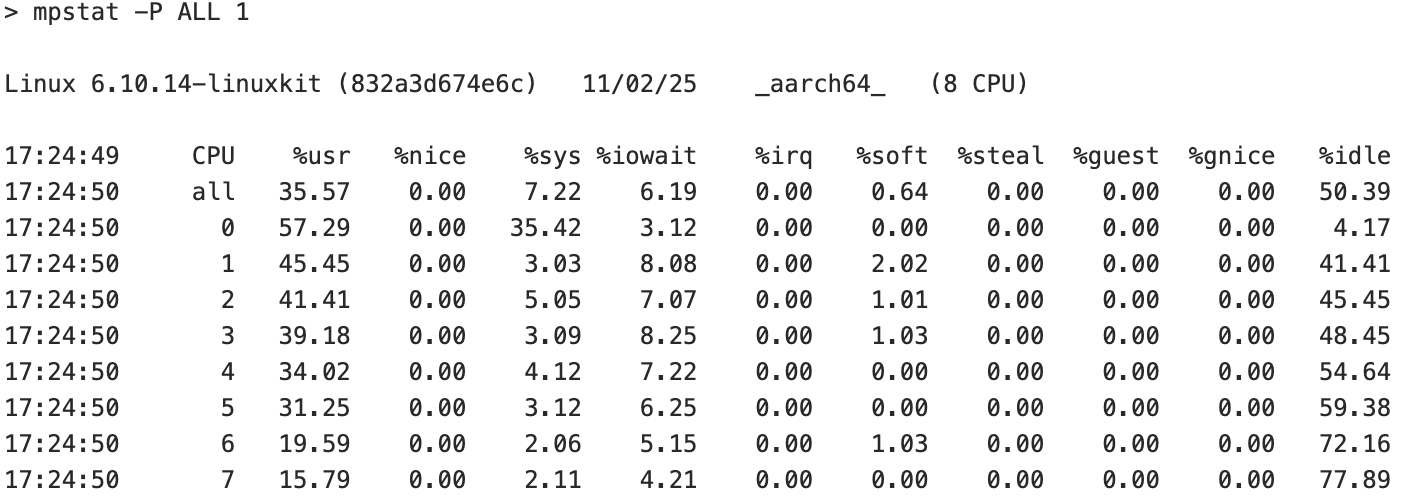 > mpstat -P ALL 1
Linux 6.10.14-linuxkit (832a3d674e6c) 11/02/25 _aarch64_ (8 CPU)
17:24:49 CPU %usr %nice %sys %iowait %irq %soft %steal %guest %gnice %idle
17:24:50 all 35.57 0.00 7.22 6.19 0.00 0.64 0.00 0.00 0.00 50.39
17:24:50 0 57.29 0.00 35.42 3.12 0.00 0.00 0.00 0.00 0.00 4.17
17:24:50 1 45.45 0.00 3.03 8.08 0.00 2.02 0.00 0.00 0.00 41.41
17:24:50 2 41.41 0.00 5.05 7.07 0.00 1.01 0.00 0.00 0.00 45.45
17:24:50 3 39.18 0.00 3.09 8.25 0.00 1.03 0.00 0.00 0.00 48.45
17:24:50 4 34.02 0.00 4.12 7.22 0.00 0.00 0.00 0.00 0.00 54.64
17:24:50 5 31.25 0.00 3.12 6.25 0.00 0.00 0.00 0.00 0.00 59.38
17:24:50 6 19.59 0.00 2.06 5.15 0.00 1.03 0.00 0.00 0.00 72.16
17:24:50 7 15.79 0.00 2.11 4.21 0.00 0.00 0.00 0.00 0.00 77.89